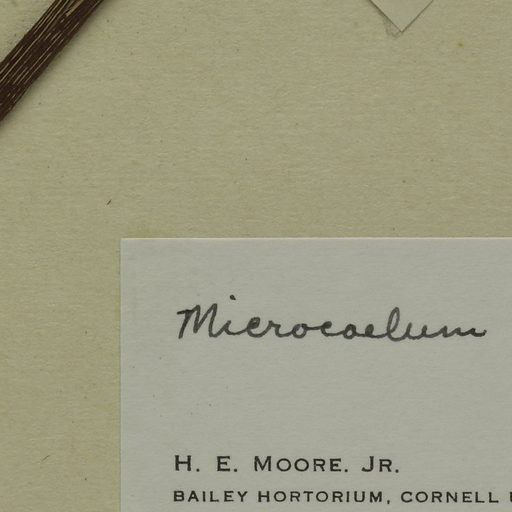 Microcoelum
H. E. MOORE. JR.
BAILEY HORTORIUM, CORNELL